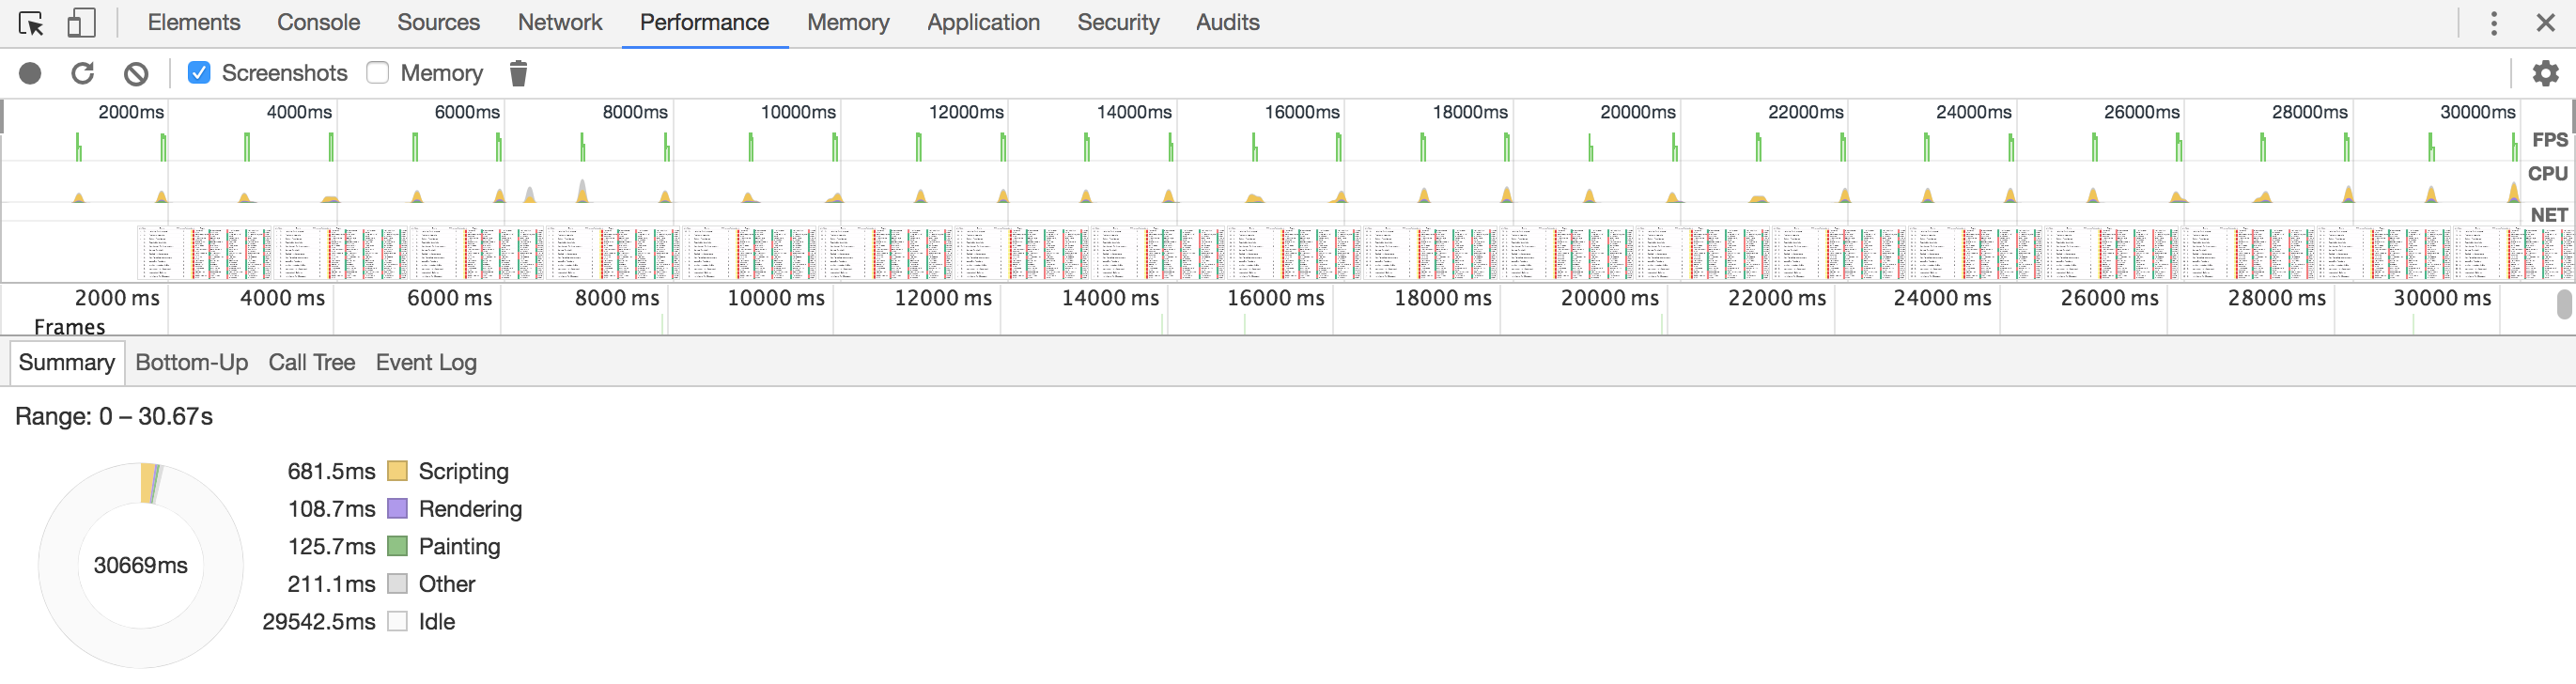 Elements Console Sources Network Performance Memory Application Security Audits
Screenshots Memory
2000ms 4000ms 6000ms 8000ms 10000ms 12000ms 14000ms 16000ms 18000ms 20000ms 22000ms 24000ms 26000ms 28000ms 30000ms
FPS
CPU
NET
2000 ms 4000 ms 6000 ms 8000 ms 10000 ms 12000 ms 14000 ms 16000 ms 18000 ms 20000 ms 22000 ms 24000 ms 26000 ms 28000 ms 30000 ms
Frames
Summary Bottom-Up Call Tree Event Log
Range: 0 – 30.67s
681.5ms Scripting
108.7ms Rendering
125.7ms Painting
211.1ms Other
29542.5ms Idle
30669ms